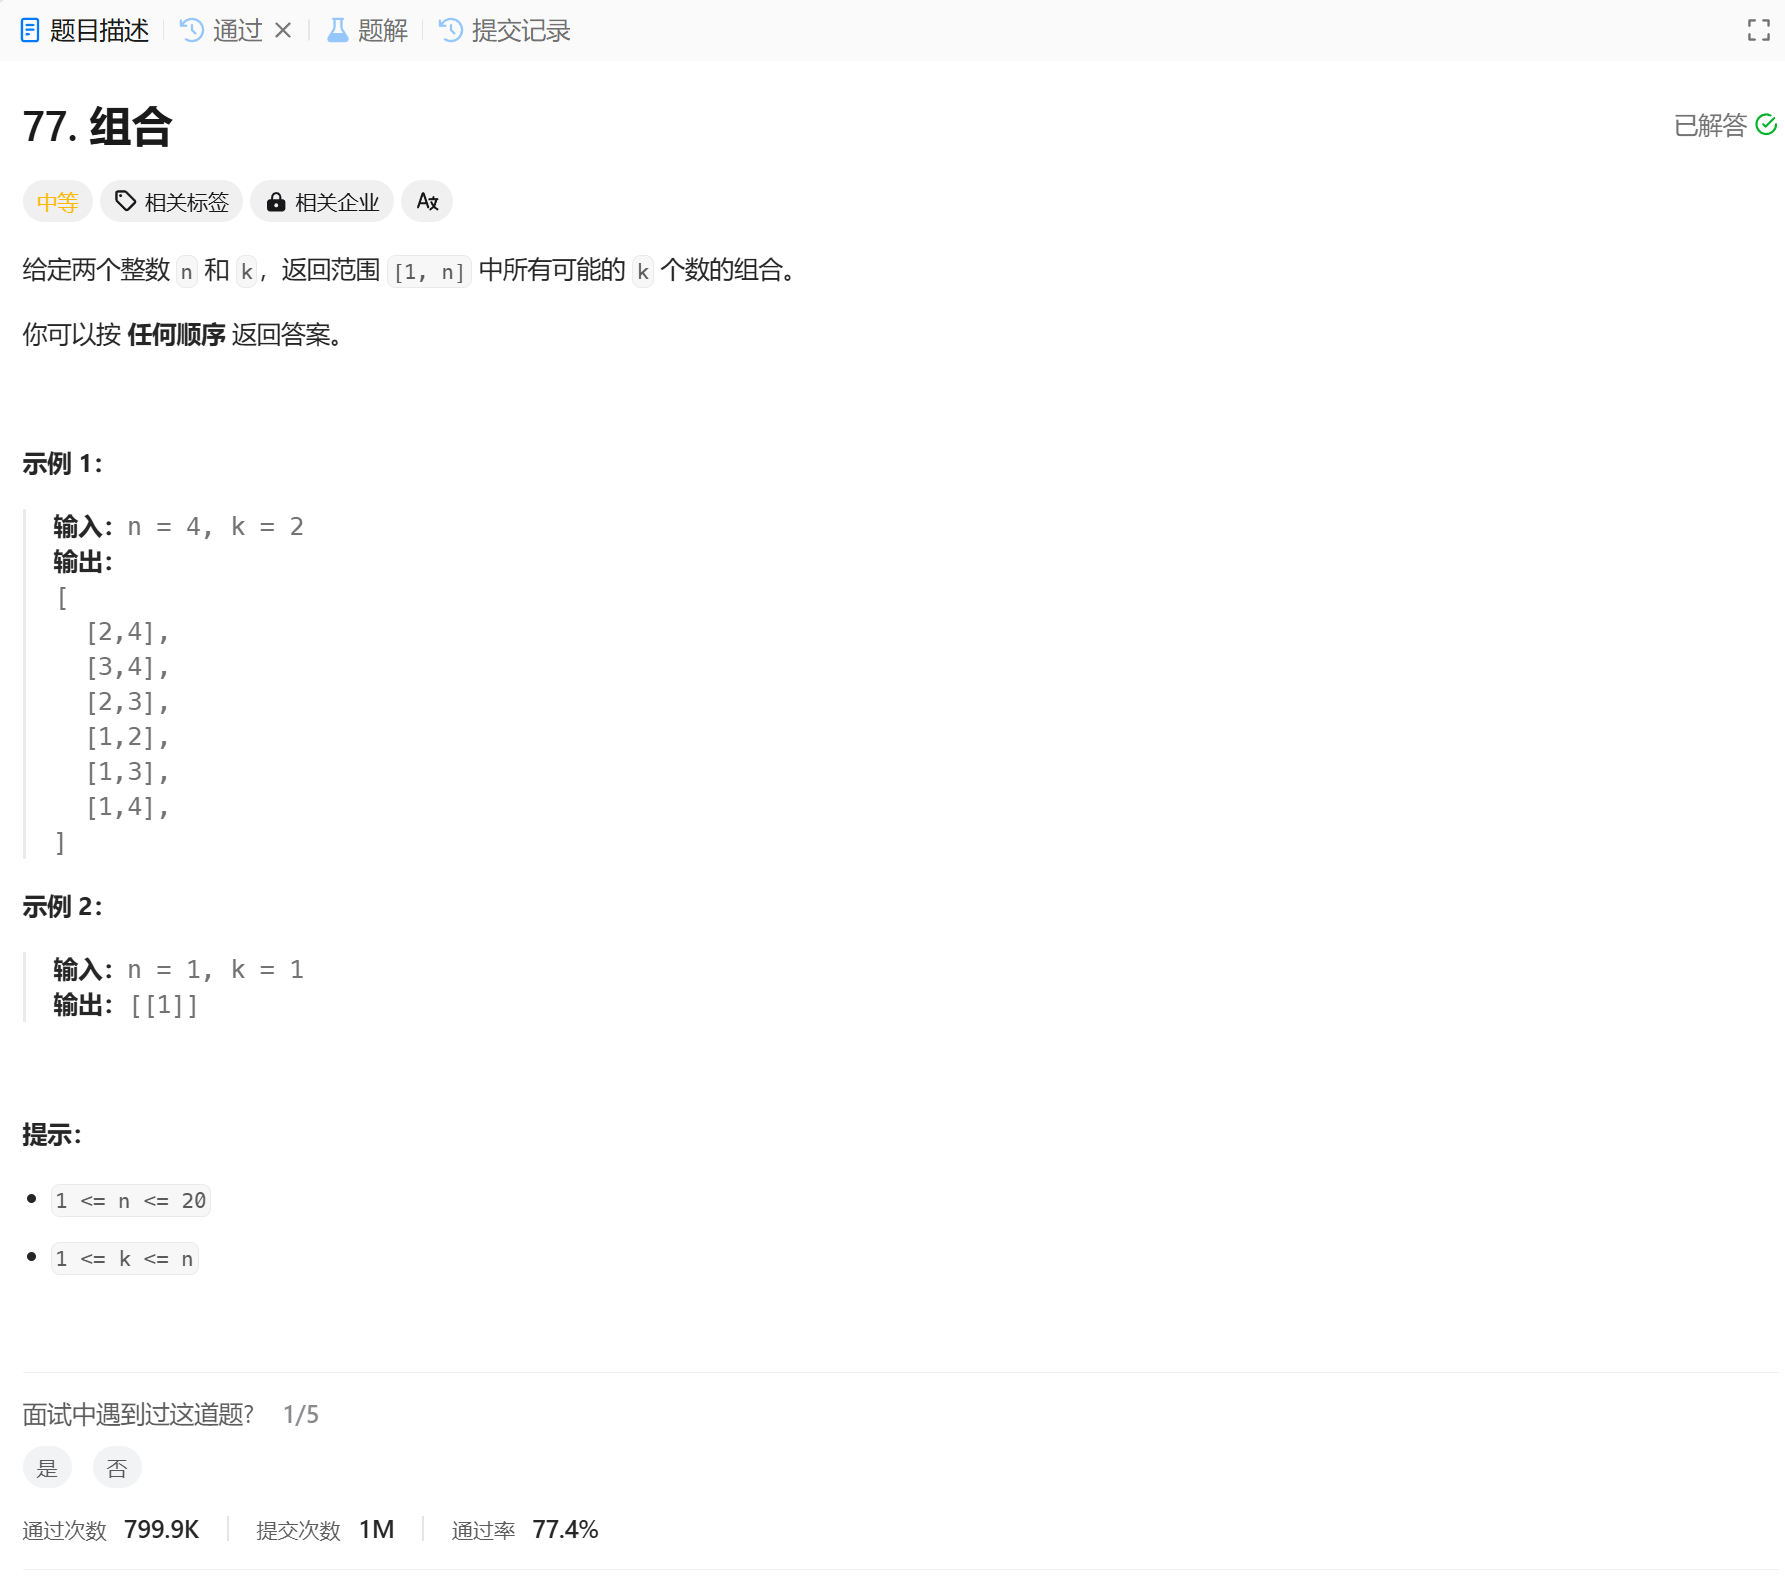 题目描述 通过 题解 提交记录
77. 组合 已解答
中等 相关标签 相关企业
给定两个整数 n 和 k，返回范围 [1, n] 中所有可能的 k 个数的组合。
你可以按 任何顺序 返回答案。
示例 1：
输入：n = 4, k = 2
输出：
[
[2,4],
[3,4],
[2,3],
[1,2],
[1,3],
[1,4],
]
示例 2：
输入：n = 1, k = 1
输出：[[1]]
提示：
1 <= n <= 20
1 <= k <= n
面试中遇到过这道题? 1/5
是 否
通过次数 799.9K 提交次数 1M 通过率 77.4%